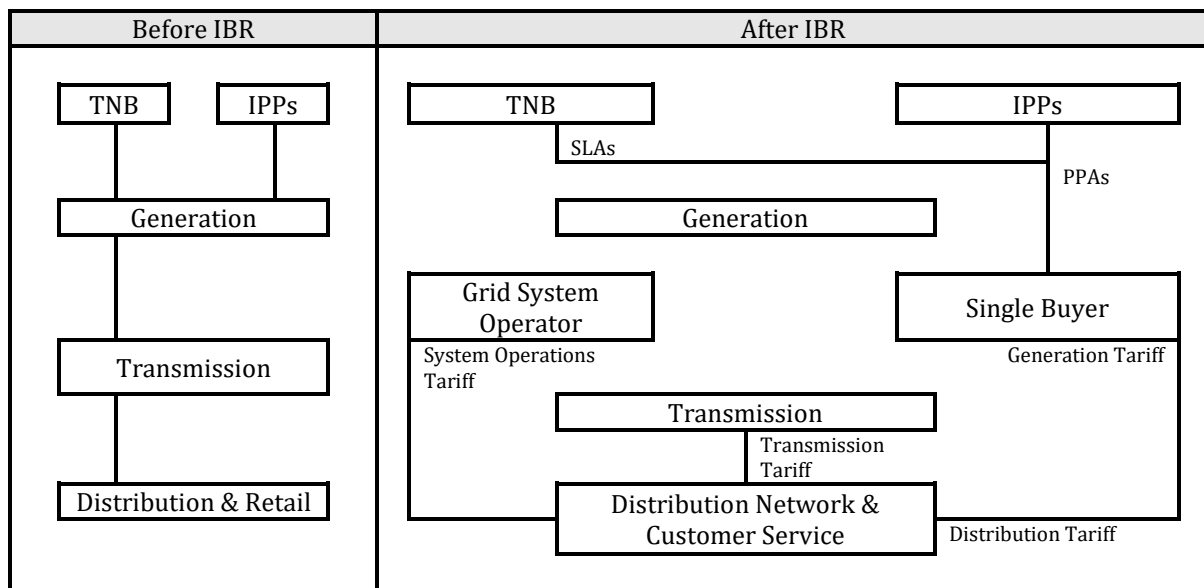 Before IBR
After IBR
TNB
IPPs
TNB
IPPs
SLAs
PPAs
Generation
Generation
Grid System
Operator
Single Buyer
System Operations
Tariff
Generation Tariff
Transmission
Transmission
Transmission
Tariff
Distribution & Retail
Distribution Network &
Customer Service
Distribution Tariff